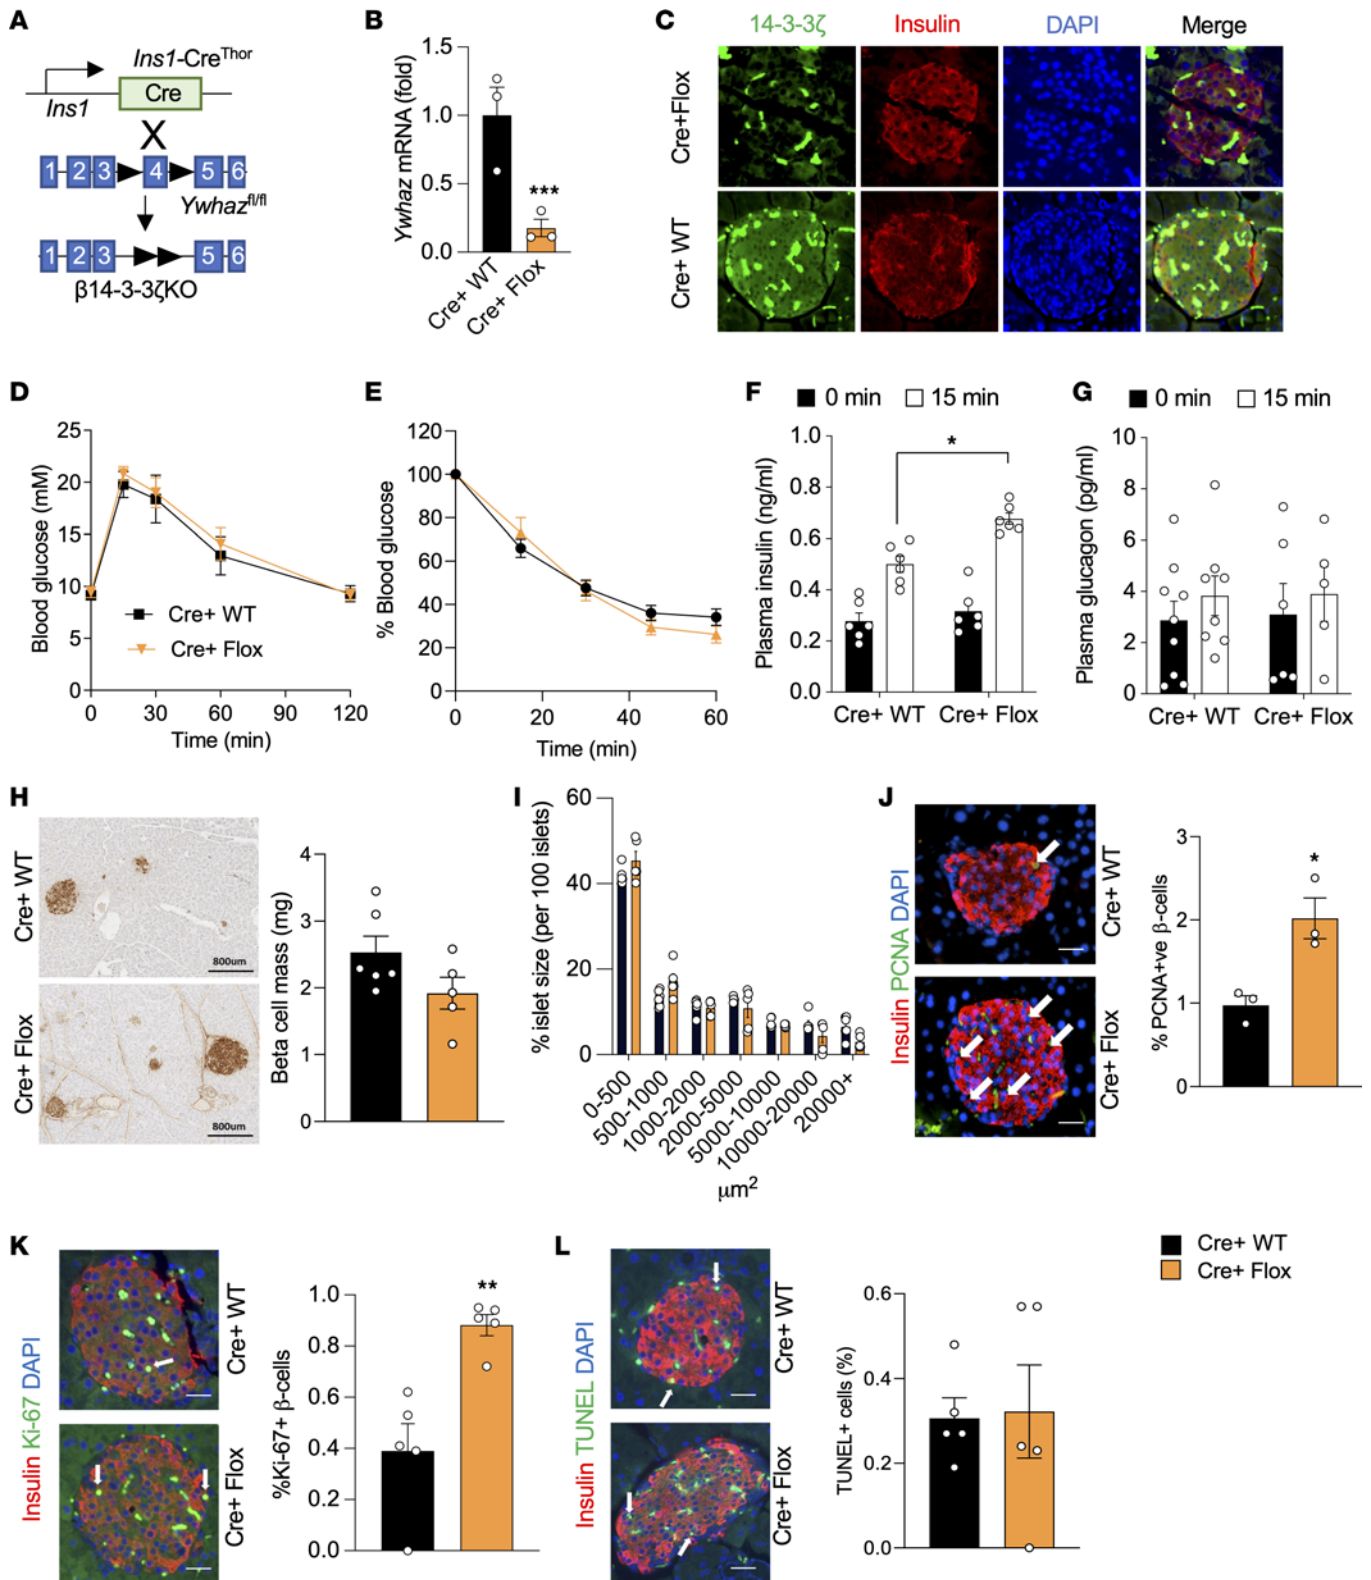 A
Ins1-CreThor
Ins1
Cre
X
1 2 3 4 5 6
Ywhazfl/fl
1 2 3 5 6
β14-3-3ζKO
B
Ywhaz mRNA (fold)
1.5
1.0
0.5
0.0
***
Cre+ WT
Cre+ Flox
C
14-3-3ζ Insulin DAPI Merge
Cre+Flox
Cre+ WT
D
Blood glucose (mM)
25
20
15
10
5
0
Cre+ WT
Cre+ Flox
0 30 60 90 120
Time (min)
E
% Blood glucose
120
100
80
60
40
20
0
0 20 40 60
Time (min)
F
0 min 15 min
Plasma insulin (ng/ml)
1.0
0.8
0.6
0.4
0.2
0.0
*
Cre+ WT Cre+ Flox
G
0 min 15 min
Plasma glucagon (pg/ml)
10
8
6
4
2
0
Cre+ WT Cre+ Flox
H
Cre+ WT
800um
Cre+ Flox
800um
Beta cell mass (mg)
4
3
2
1
0
I
% islet size (per 100 islets)
60
40
20
0
0-500
500-1000
1000-2000
2000-5000
5000-10000
10000-20000
20000+
µm2
J
Insulin PCNA DAPI
Cre+ WT
Cre+ Flox
% PCNA+ve β-cells
3
2
1
0
*
K
Insulin Ki-67 DAPI
Cre+ WT
Cre+ Flox
%Ki-67+ β-cells
1.0
0.8
0.6
0.4
0.2
0.0
**
L
Insulin TUNEL DAPI
Cre+ WT
Cre+ Flox
TUNEL+ cells (%)
0.6
0.4
0.2
0.0
Cre+ WT
Cre+ Flox